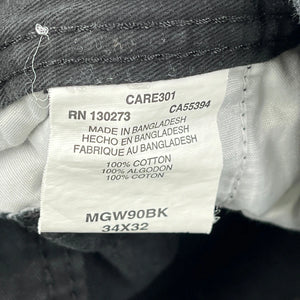 CARE301
RN 130273 CA55394
MADE IN BANGLADESH
HECHO EN BANGLADESH
FABRIQUE AU BANGLADESH
100% COTTON
100% ALGODON
100% COTON
MGW90BK
34X32